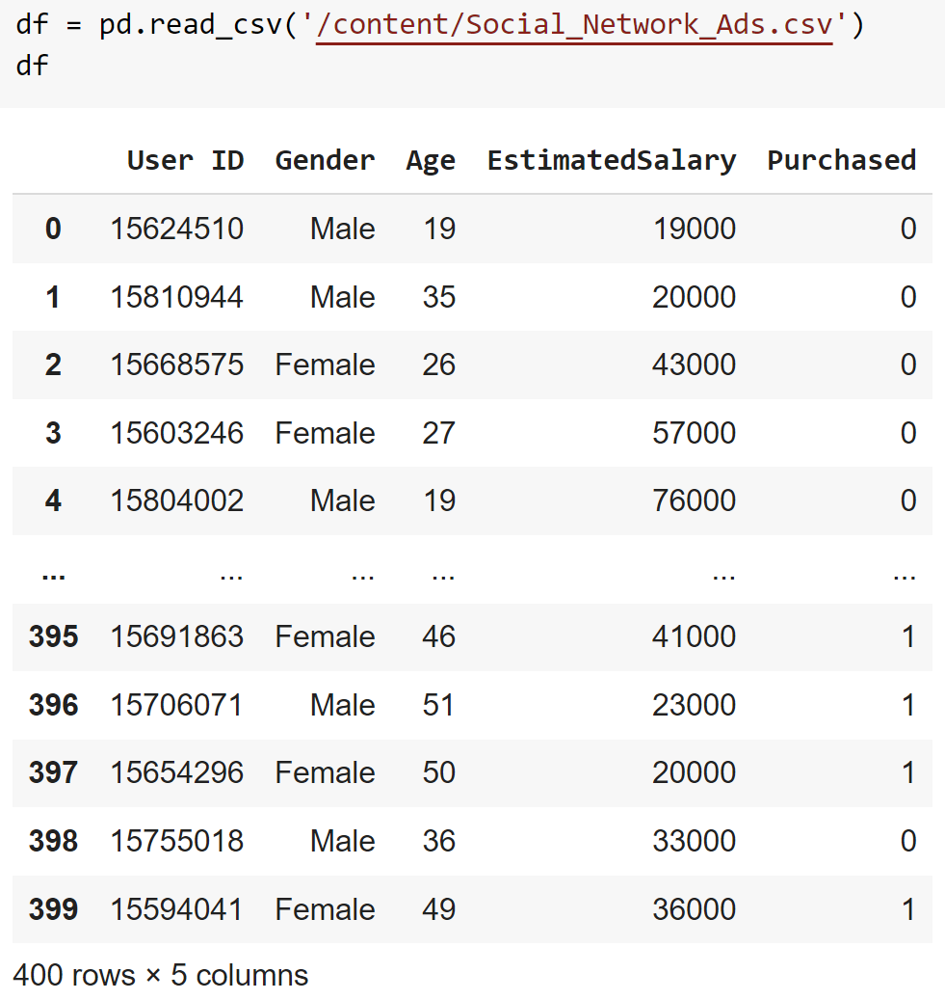 df = pd.read_csv('/content/Social_Network_Ads.csv')
df
User ID Gender Age EstimatedSalary Purchased
0 15624510 Male 19 19000 0
1 15810944 Male 35 20000 0
2 15668575 Female 26 43000 0
3 15603246 Female 27 57000 0
4 15804002 Male 19 76000 0
... ... ... ... ... ...
395 15691863 Female 46 41000 1
396 15706071 Male 51 23000 1
397 15654296 Female 50 20000 1
398 15755018 Male 36 33000 0
399 15594041 Female 49 36000 1
400 rows × 5 columns